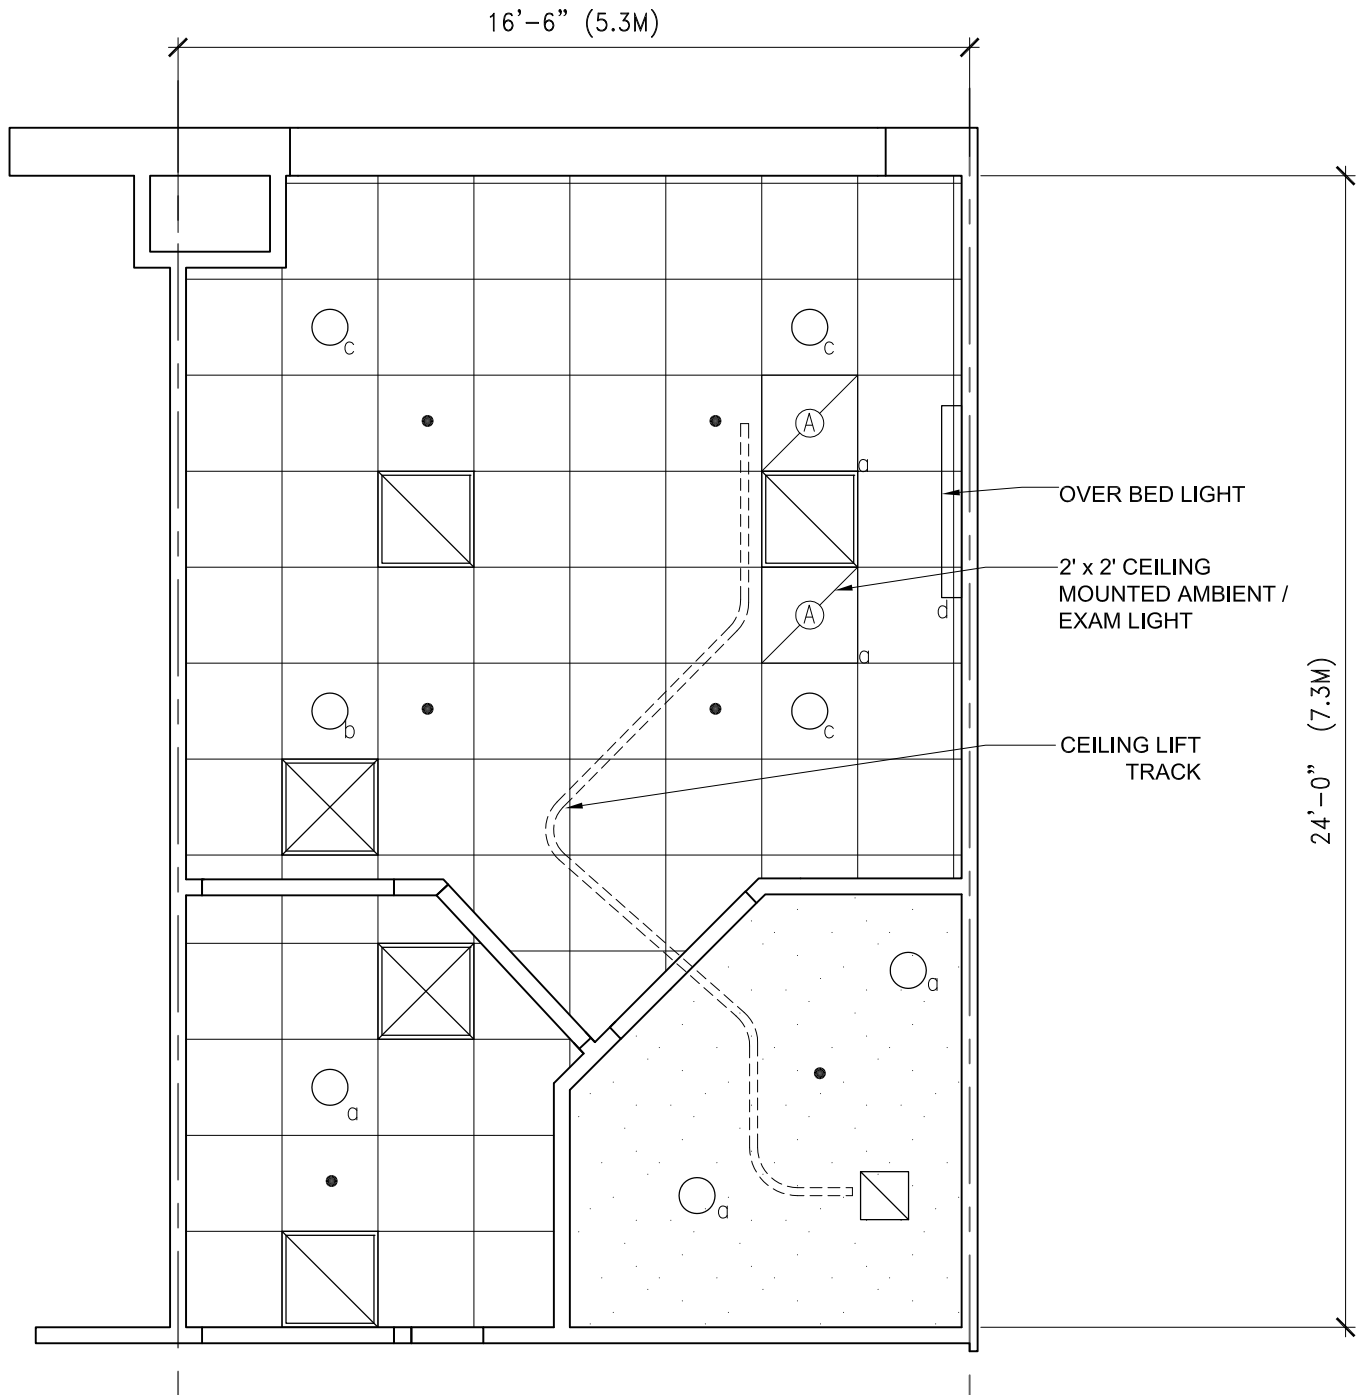 16'-6" (5.3M)
c
c
A
a
OVER BED LIGHT
2' x 2' CEILING
MOUNTED AMBIENT /
EXAM LIGHT
A
d
a
b
c
CEILING LIFT
TRACK
24'-0" (7.3M)
a
a
a